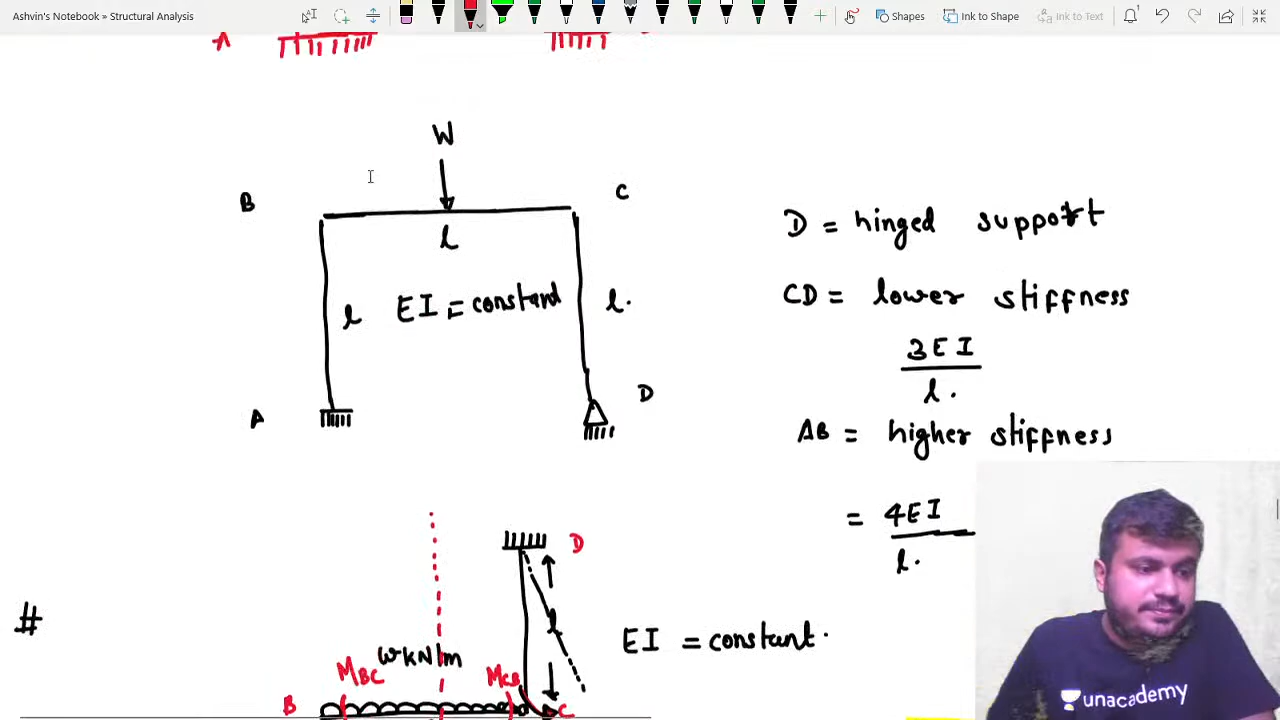 Ashvin's Notebook » Structural Analysis
Shapes
Ink to Shape
Ink to Text
A
W
B
C
l
D = hinged support
l
EI = constant
l.
CD = lower stiffness
3EI
l.
D
A
AB = higher stiffness
= 4EI
l.
D
#
l
EI = constant.
MBC
wkN/m
MCB
B
C
unacademy